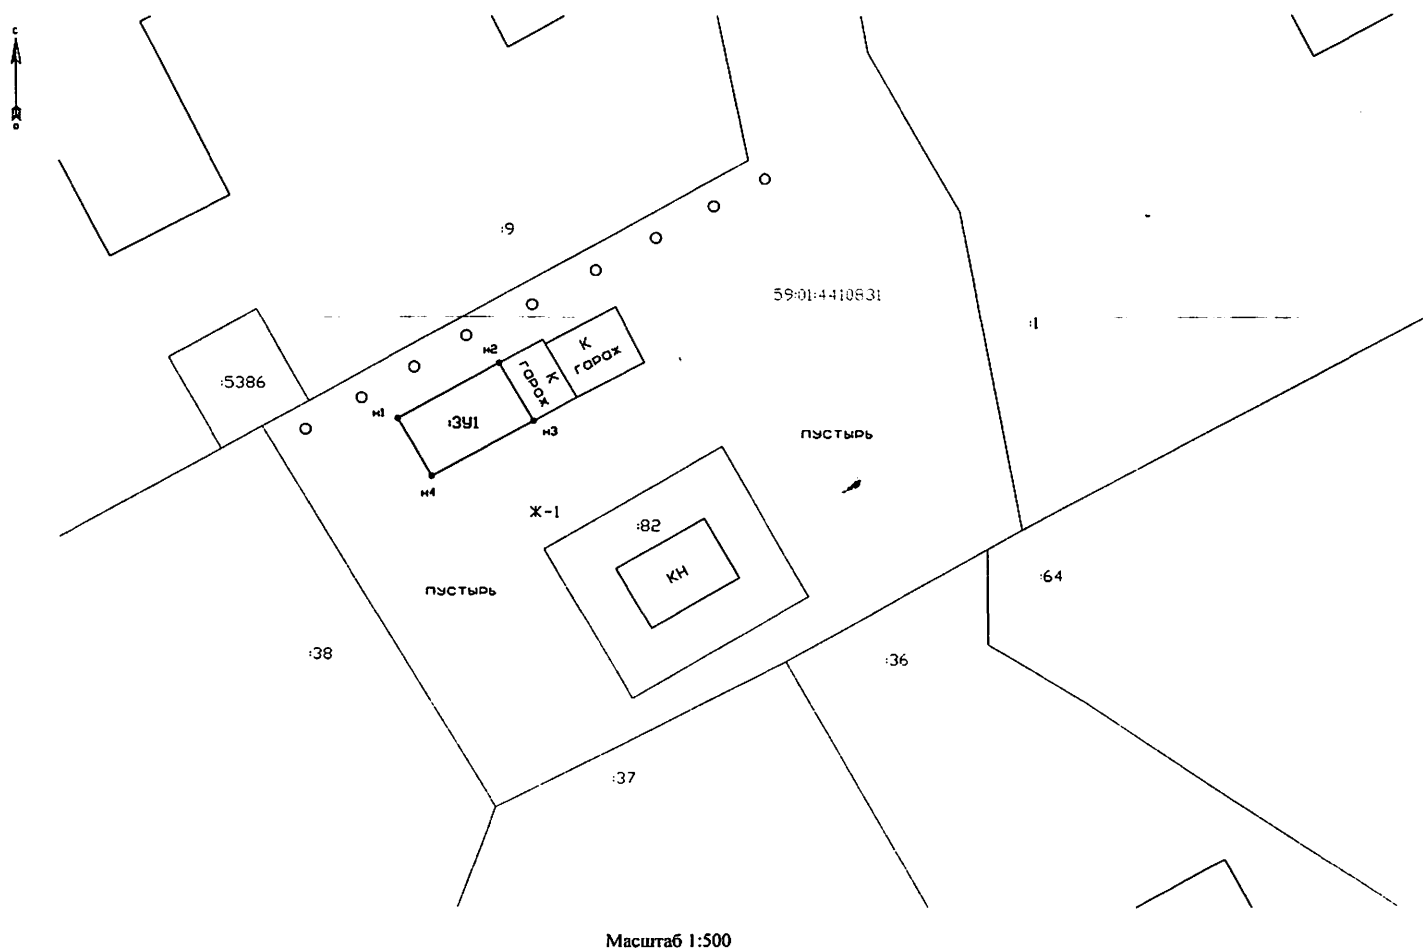 С
:9
59:01:4410831
:1
н2
К
гараж
К
гараж
:5386
н1
:ЗУ1
н3
пустырь
н4
Ж-1
:82
КН
:64
пустырь
:38
:36
:37
Масштаб 1:500